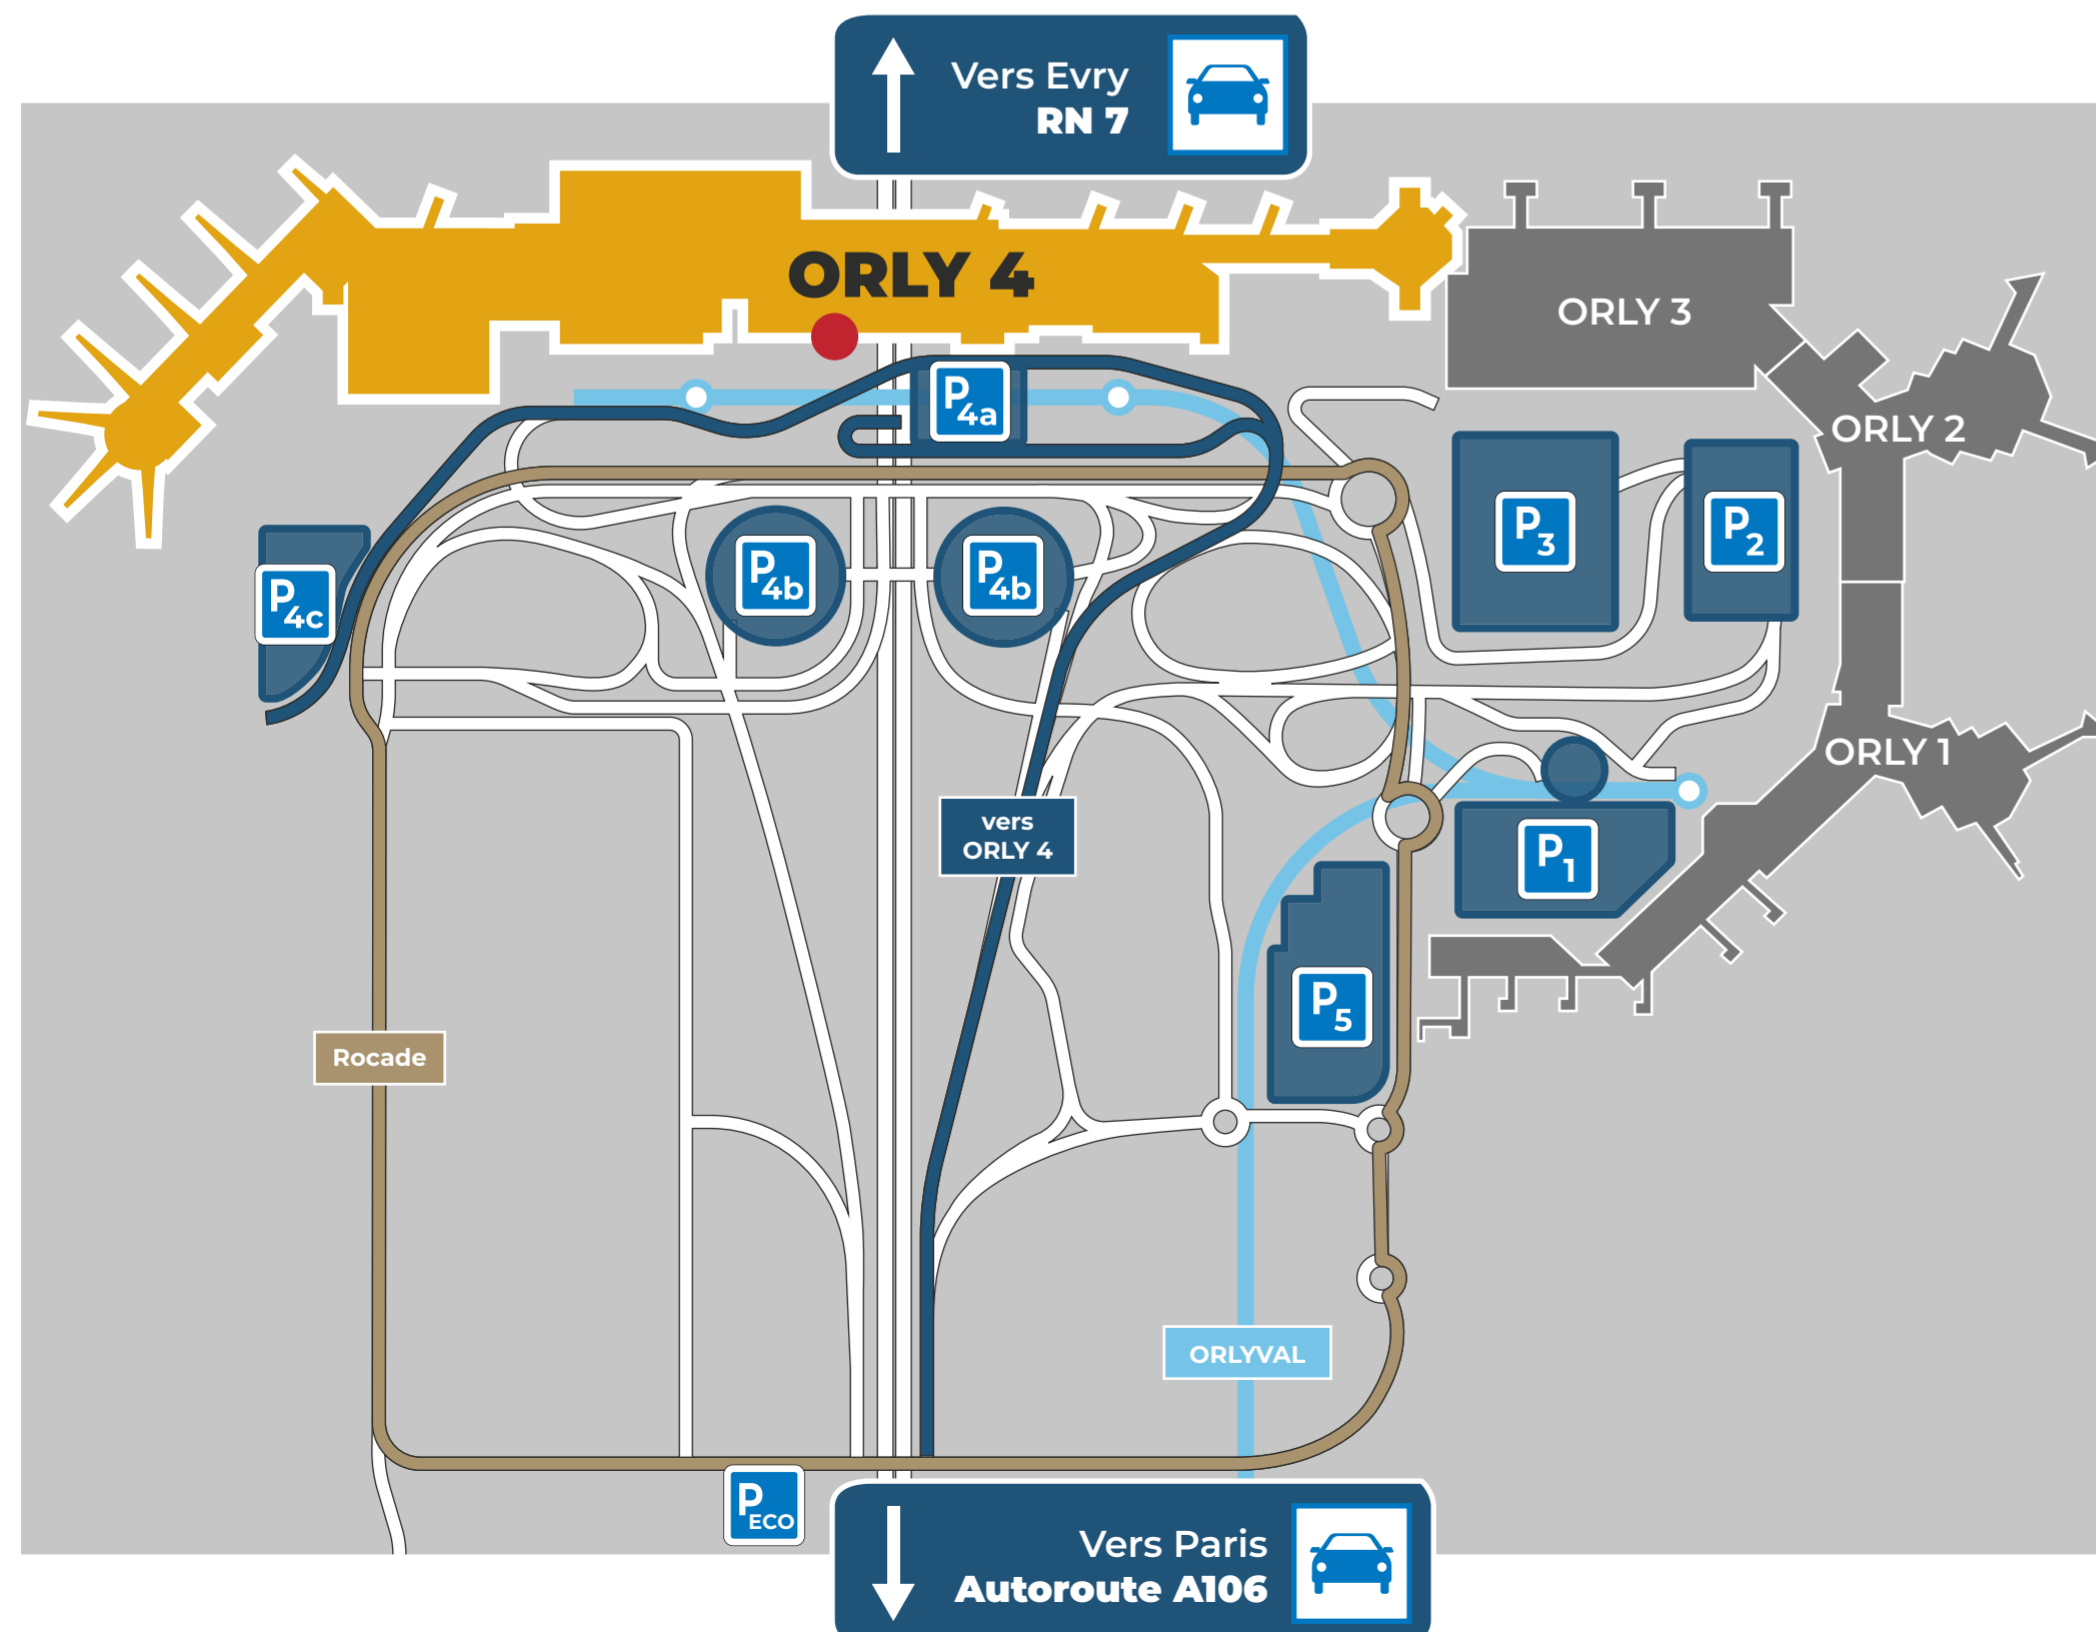 Vers Evry
RN 7
ORLY 4
ORLY 3
P4a
ORLY 2
P3
P2
P4b
P4b
P4c
ORLY 1
vers
ORLY 4
P1
P5
Rocade
ORLYVAL
PECO
Vers Paris
Autoroute A106